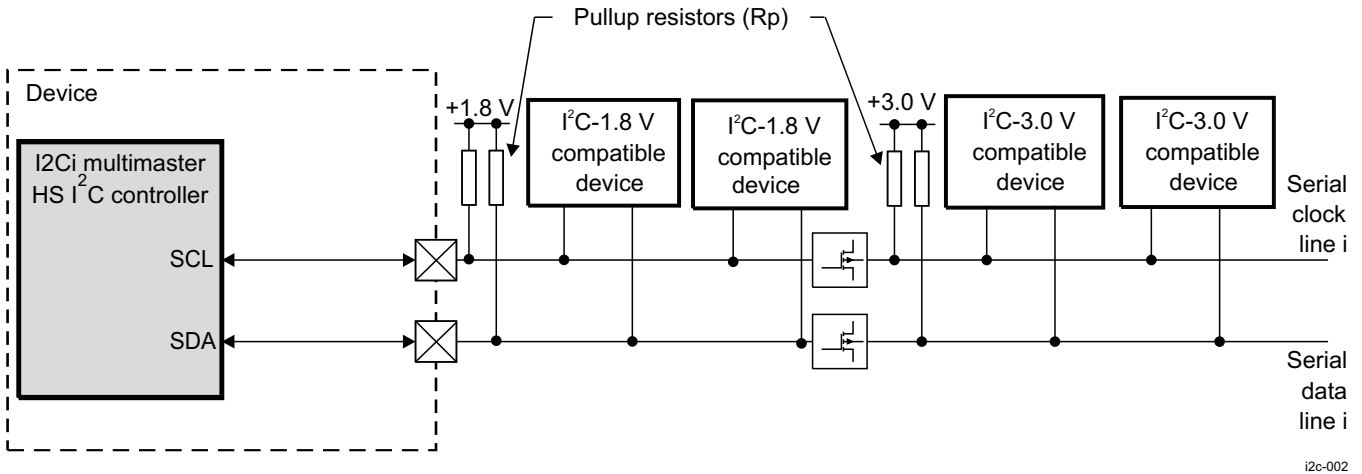 Pullup resistors (Rp)
Device
+1.8 V
I²C-1.8 V
compatible
device
I²C-1.8 V
compatible
device
+3.0 V
I²C-3.0 V
compatible
device
I²C-3.0 V
compatible
device
I2Ci multimaster
HS I²C controller
SCL
SDA
Serial
clock
line i
Serial
data
line i
i2c-002